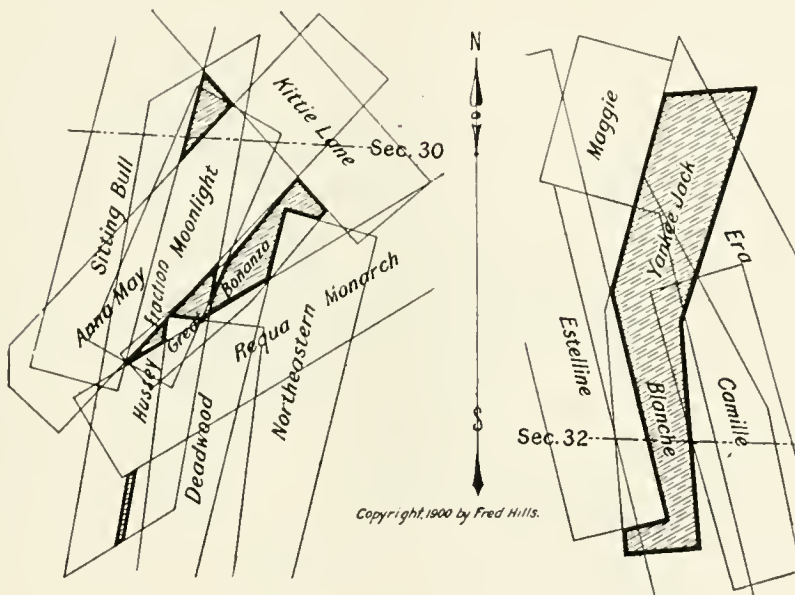 N
Kittie Lane
Sec. 30
Sitting Bull
Moonlight
Anna May
Fraction
Great Bonanza
Monarch
Requa
Hussey
Northeastern
Deadwood
S
Copyright, 1900 by Fred Hills.
Maggie
Yankee Jack
Era
Estelline
Blanche
Camille
Sec. 32